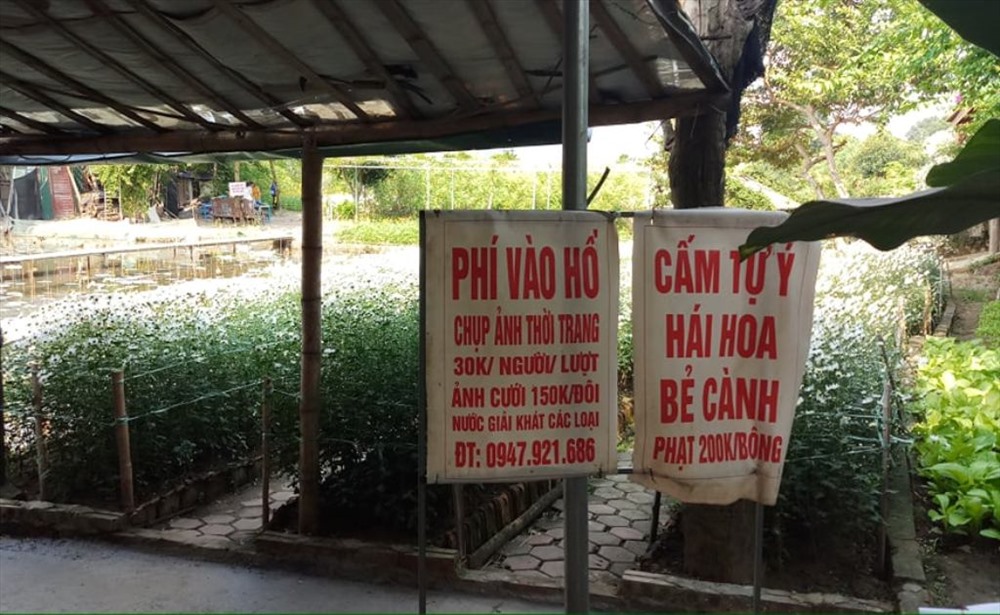 PHÍ VÀO HỒ
CHỤP ẢNH THỜI TRANG
30K/ NGƯỜI/ LƯỢT
ẢNH CƯỚI 150K/ĐÔI
NƯỚC GIẢI KHÁT CÁC LOẠI
ĐT: 0947.921.686
CẤM TỰ Ý
HÁI HOA
BẺ CÀNH
PHẠT 200K/BÔNG